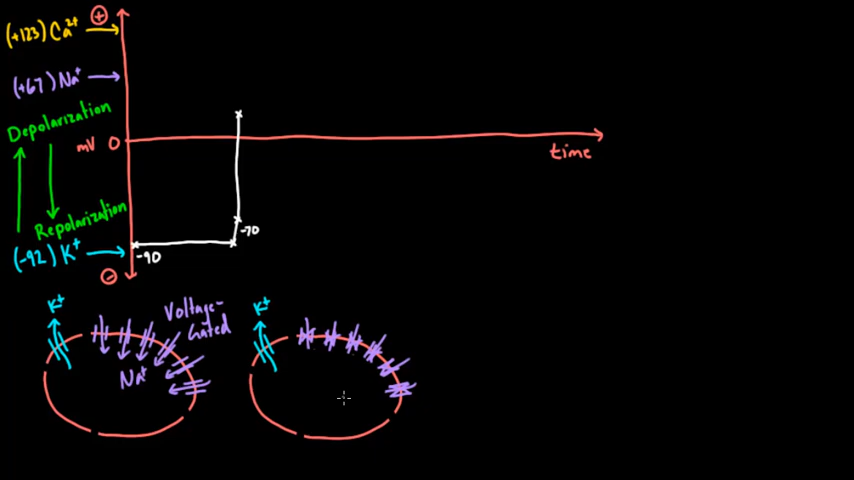 ⊕
(+123) Ca²⁺
(+67) Na⁺
Depolarization
mV 0
time
Repolarization
-70
(-92) K⁺
-90
⊖
K⁺
Voltage-
Gated
K⁺
Na⁺